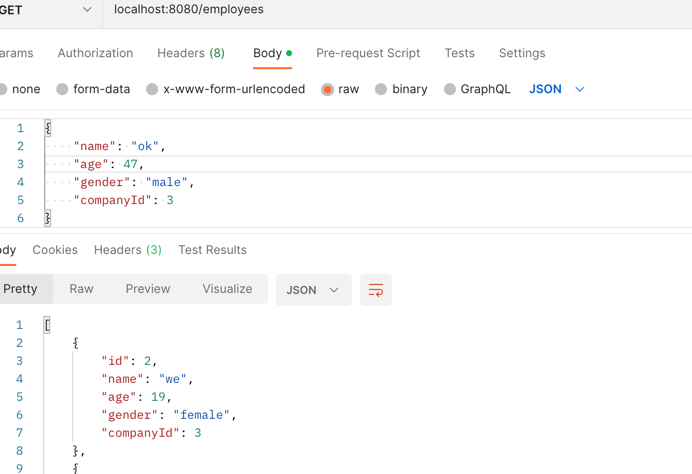 GET localhost:8080/employees
arams Authorization Headers (8) Body Pre-request Script Tests Settings
none form-data x-www-form-urlencoded raw binary GraphQL JSON
1 {
2 "name": "ok",
3 "age": 47,
4 "gender": "male",
5 "companyId": 3
6 }
ody Cookies Headers (3) Test Results
Pretty Raw Preview Visualize JSON
1 [
2 {
3 "id": 2,
4 "name": "we",
5 "age": 19,
6 "gender": "female",
7 "companyId": 3
8 },
9 {